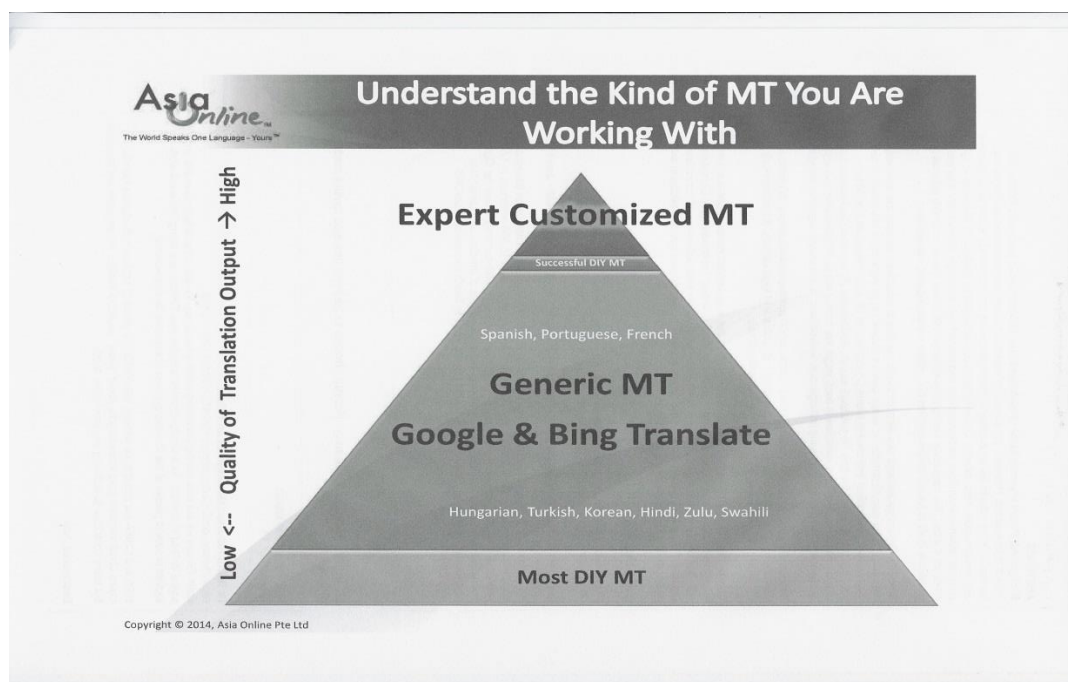 Asia
Online™
The World Speaks One Language - Yours™
Understand the Kind of MT You Are
Working With
Low <-- Quality of Translation Output → High
Expert Customized MT
Successful DIY MT
Spanish, Portuguese, French
Generic MT
Google & Bing Translate
Hungarian, Turkish, Korean, Hindi, Zulu, Swahili
Most DIY MT
Copyright © 2014, Asia Online Pte Ltd